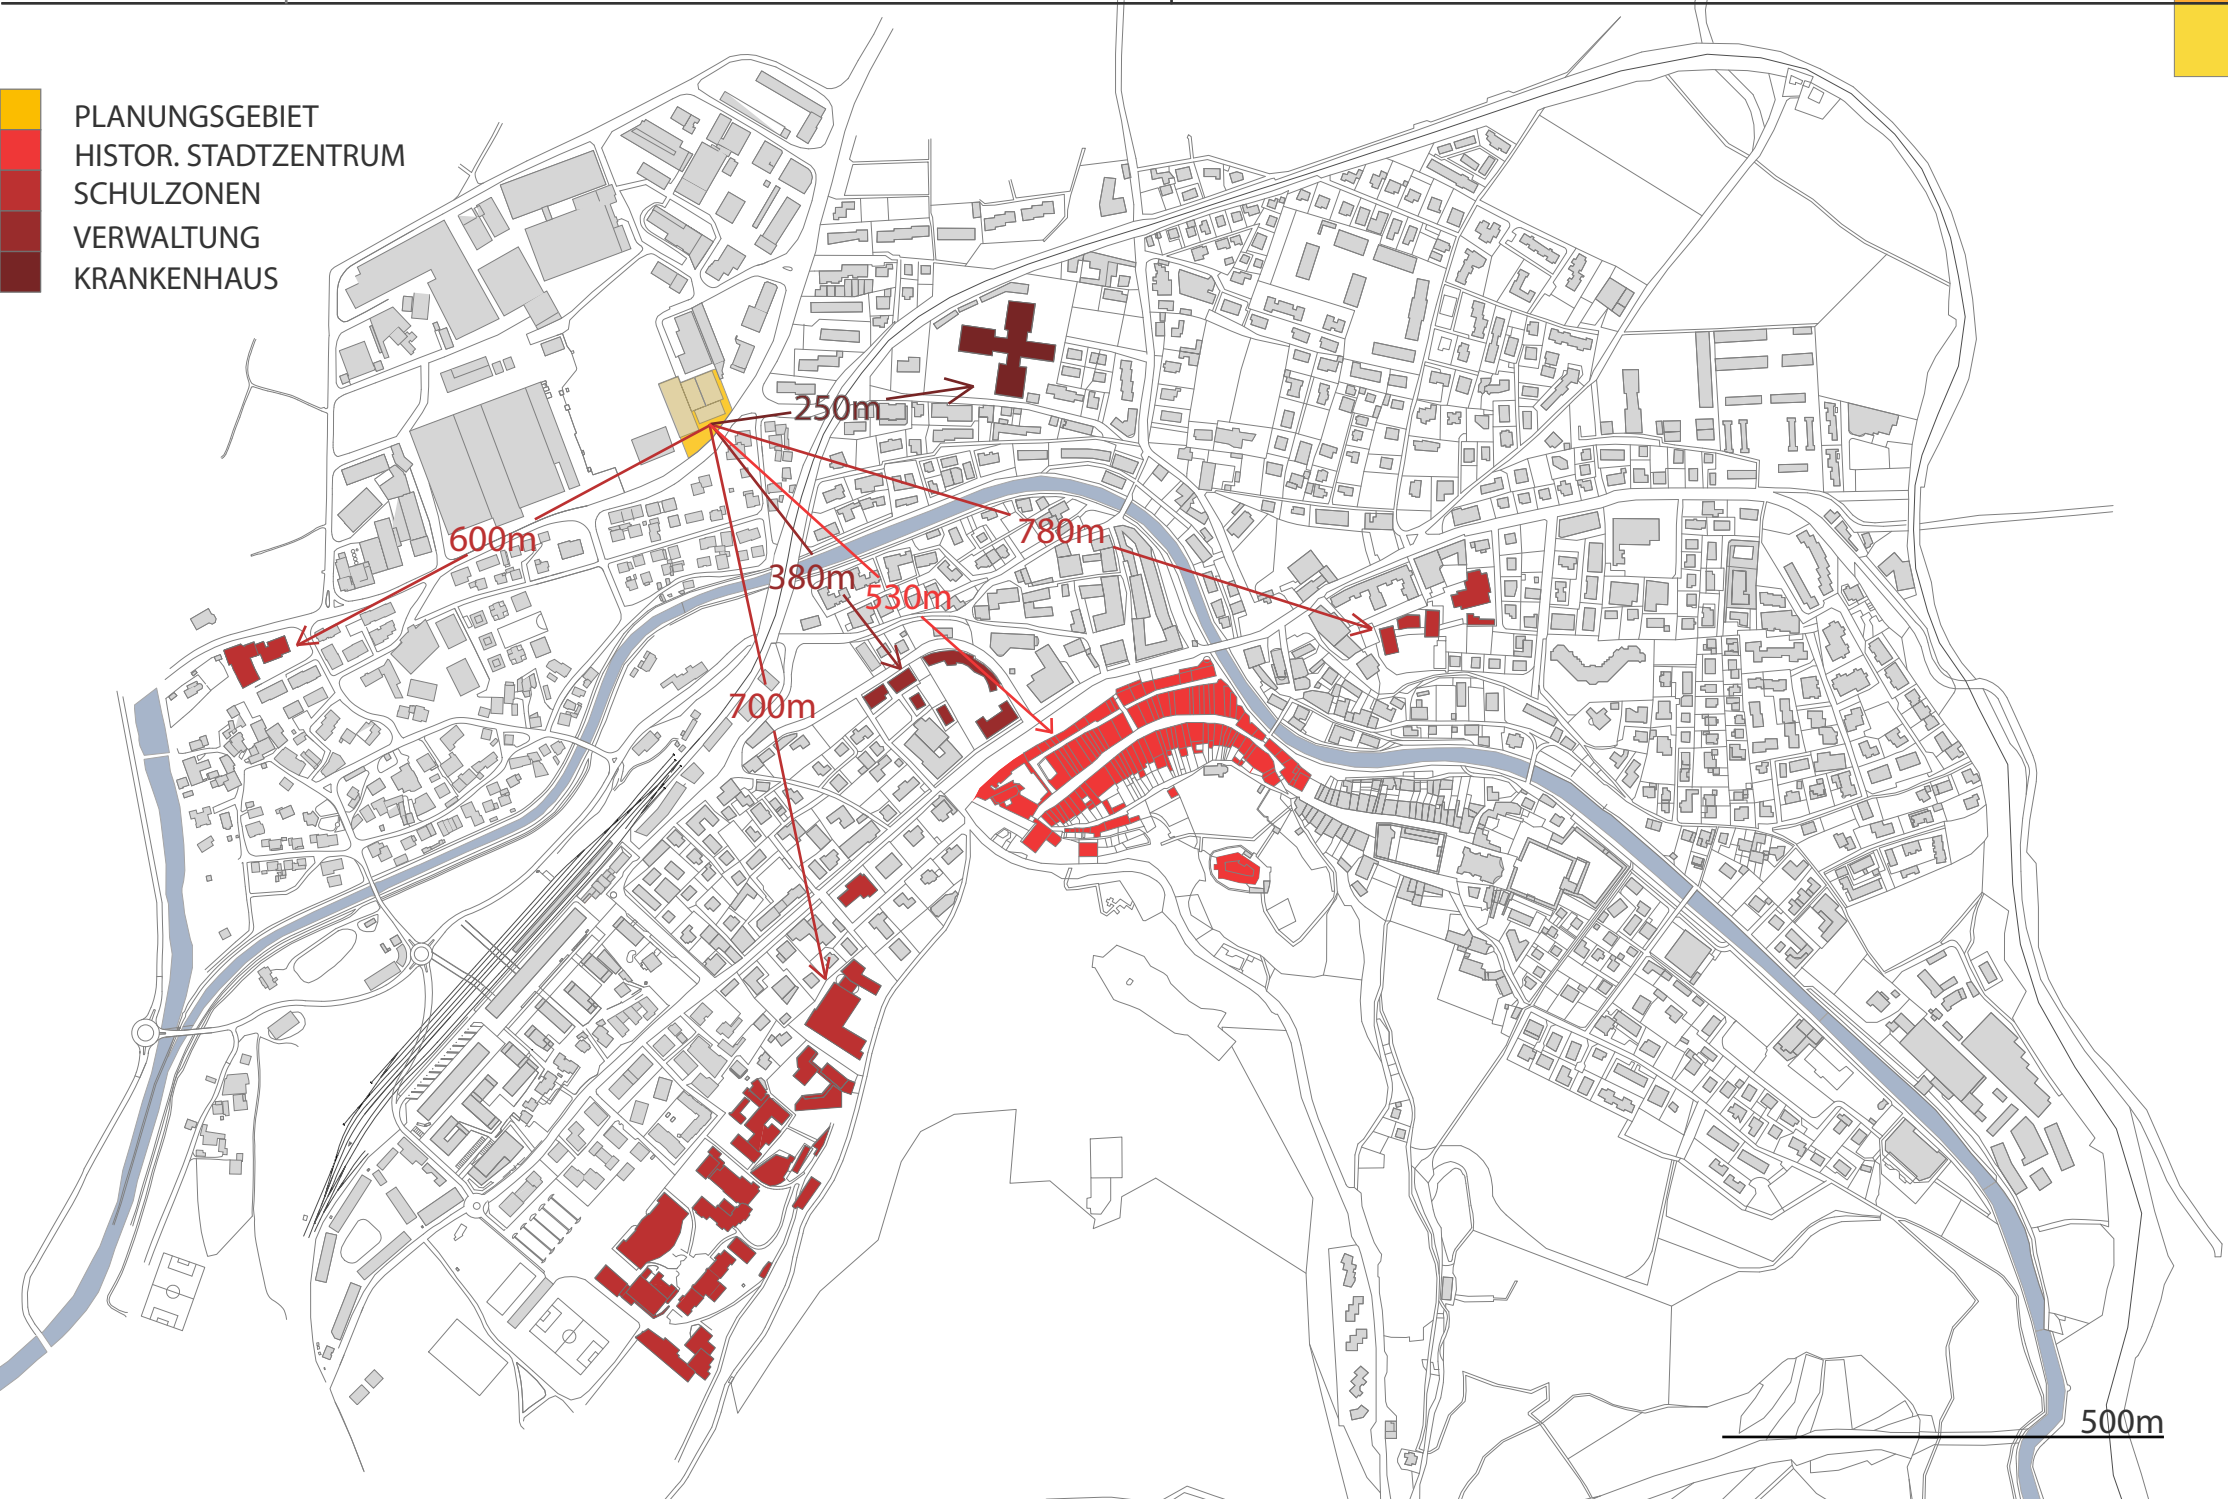 PLANUNGSGEBIET
HISTOR. STADTZENTRUM
SCHULZONEN
VERWALTUNG
KRANKENHAUS
250m
780m
600m
380m
530m
700m
500m